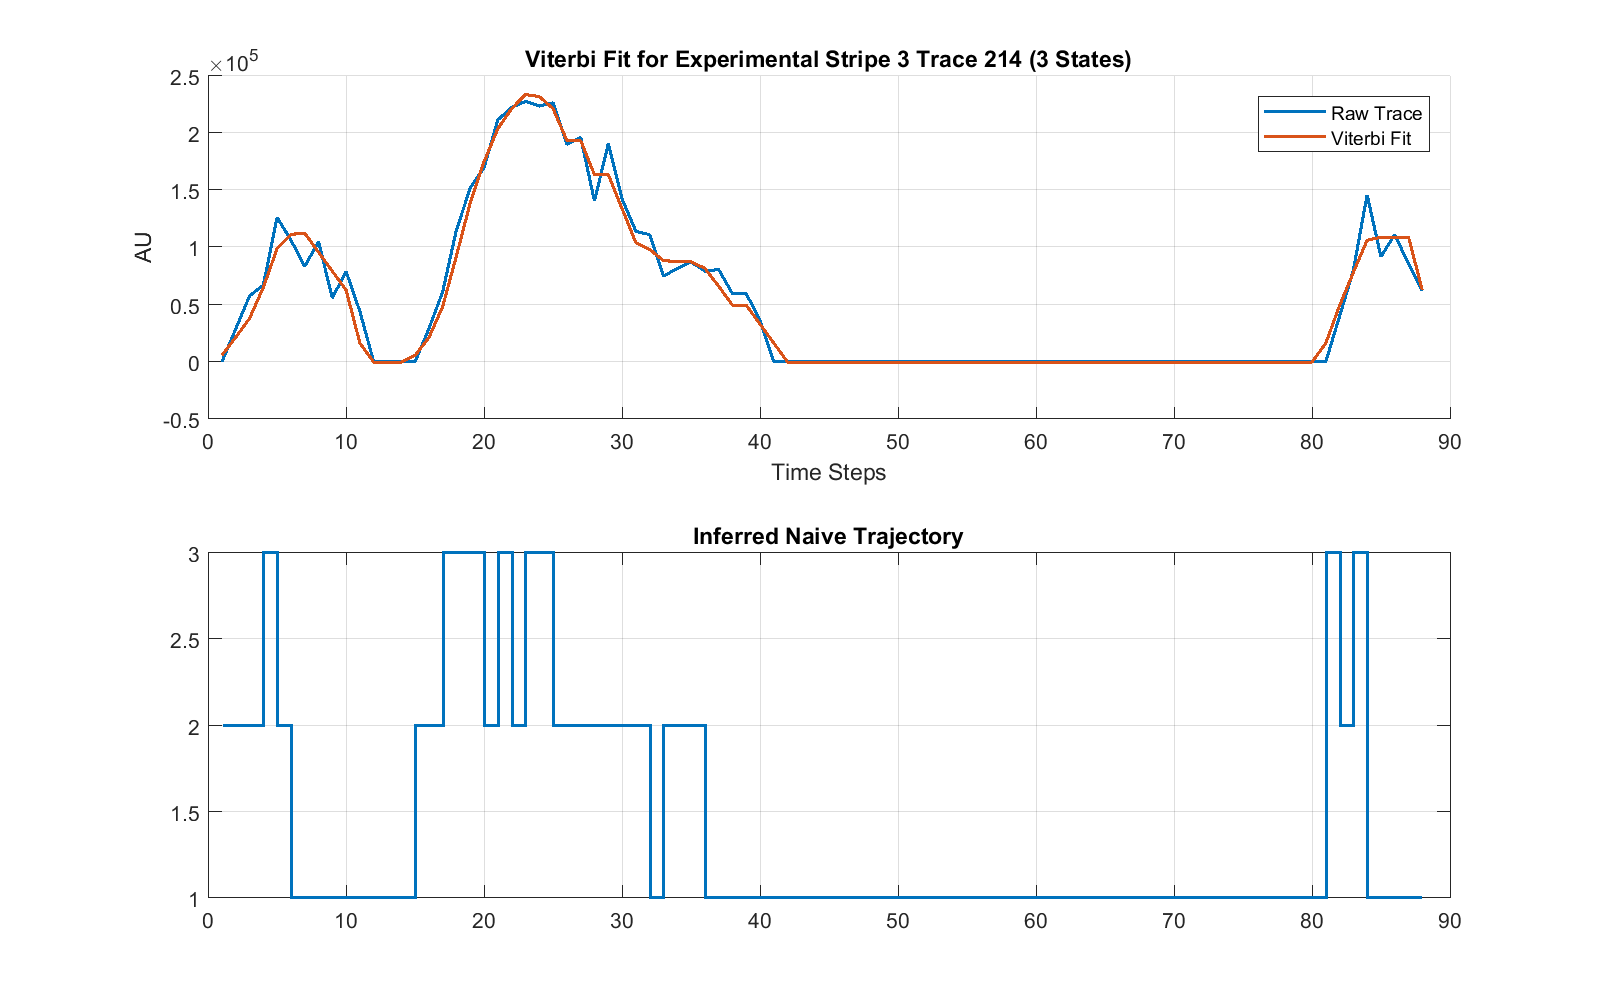 Viterbi Fit for Experimental Stripe 3 Trace 214 (3 States)
×10^5
2.5
2
1.5
1
0.5
0
-0.5
AU
Raw Trace
Viterbi Fit
0 10 20 30 40 50 60 70 80 90
Time Steps
Inferred Naive Trajectory
3
2.5
2
1.5
1
0 10 20 30 40 50 60 70 80 90